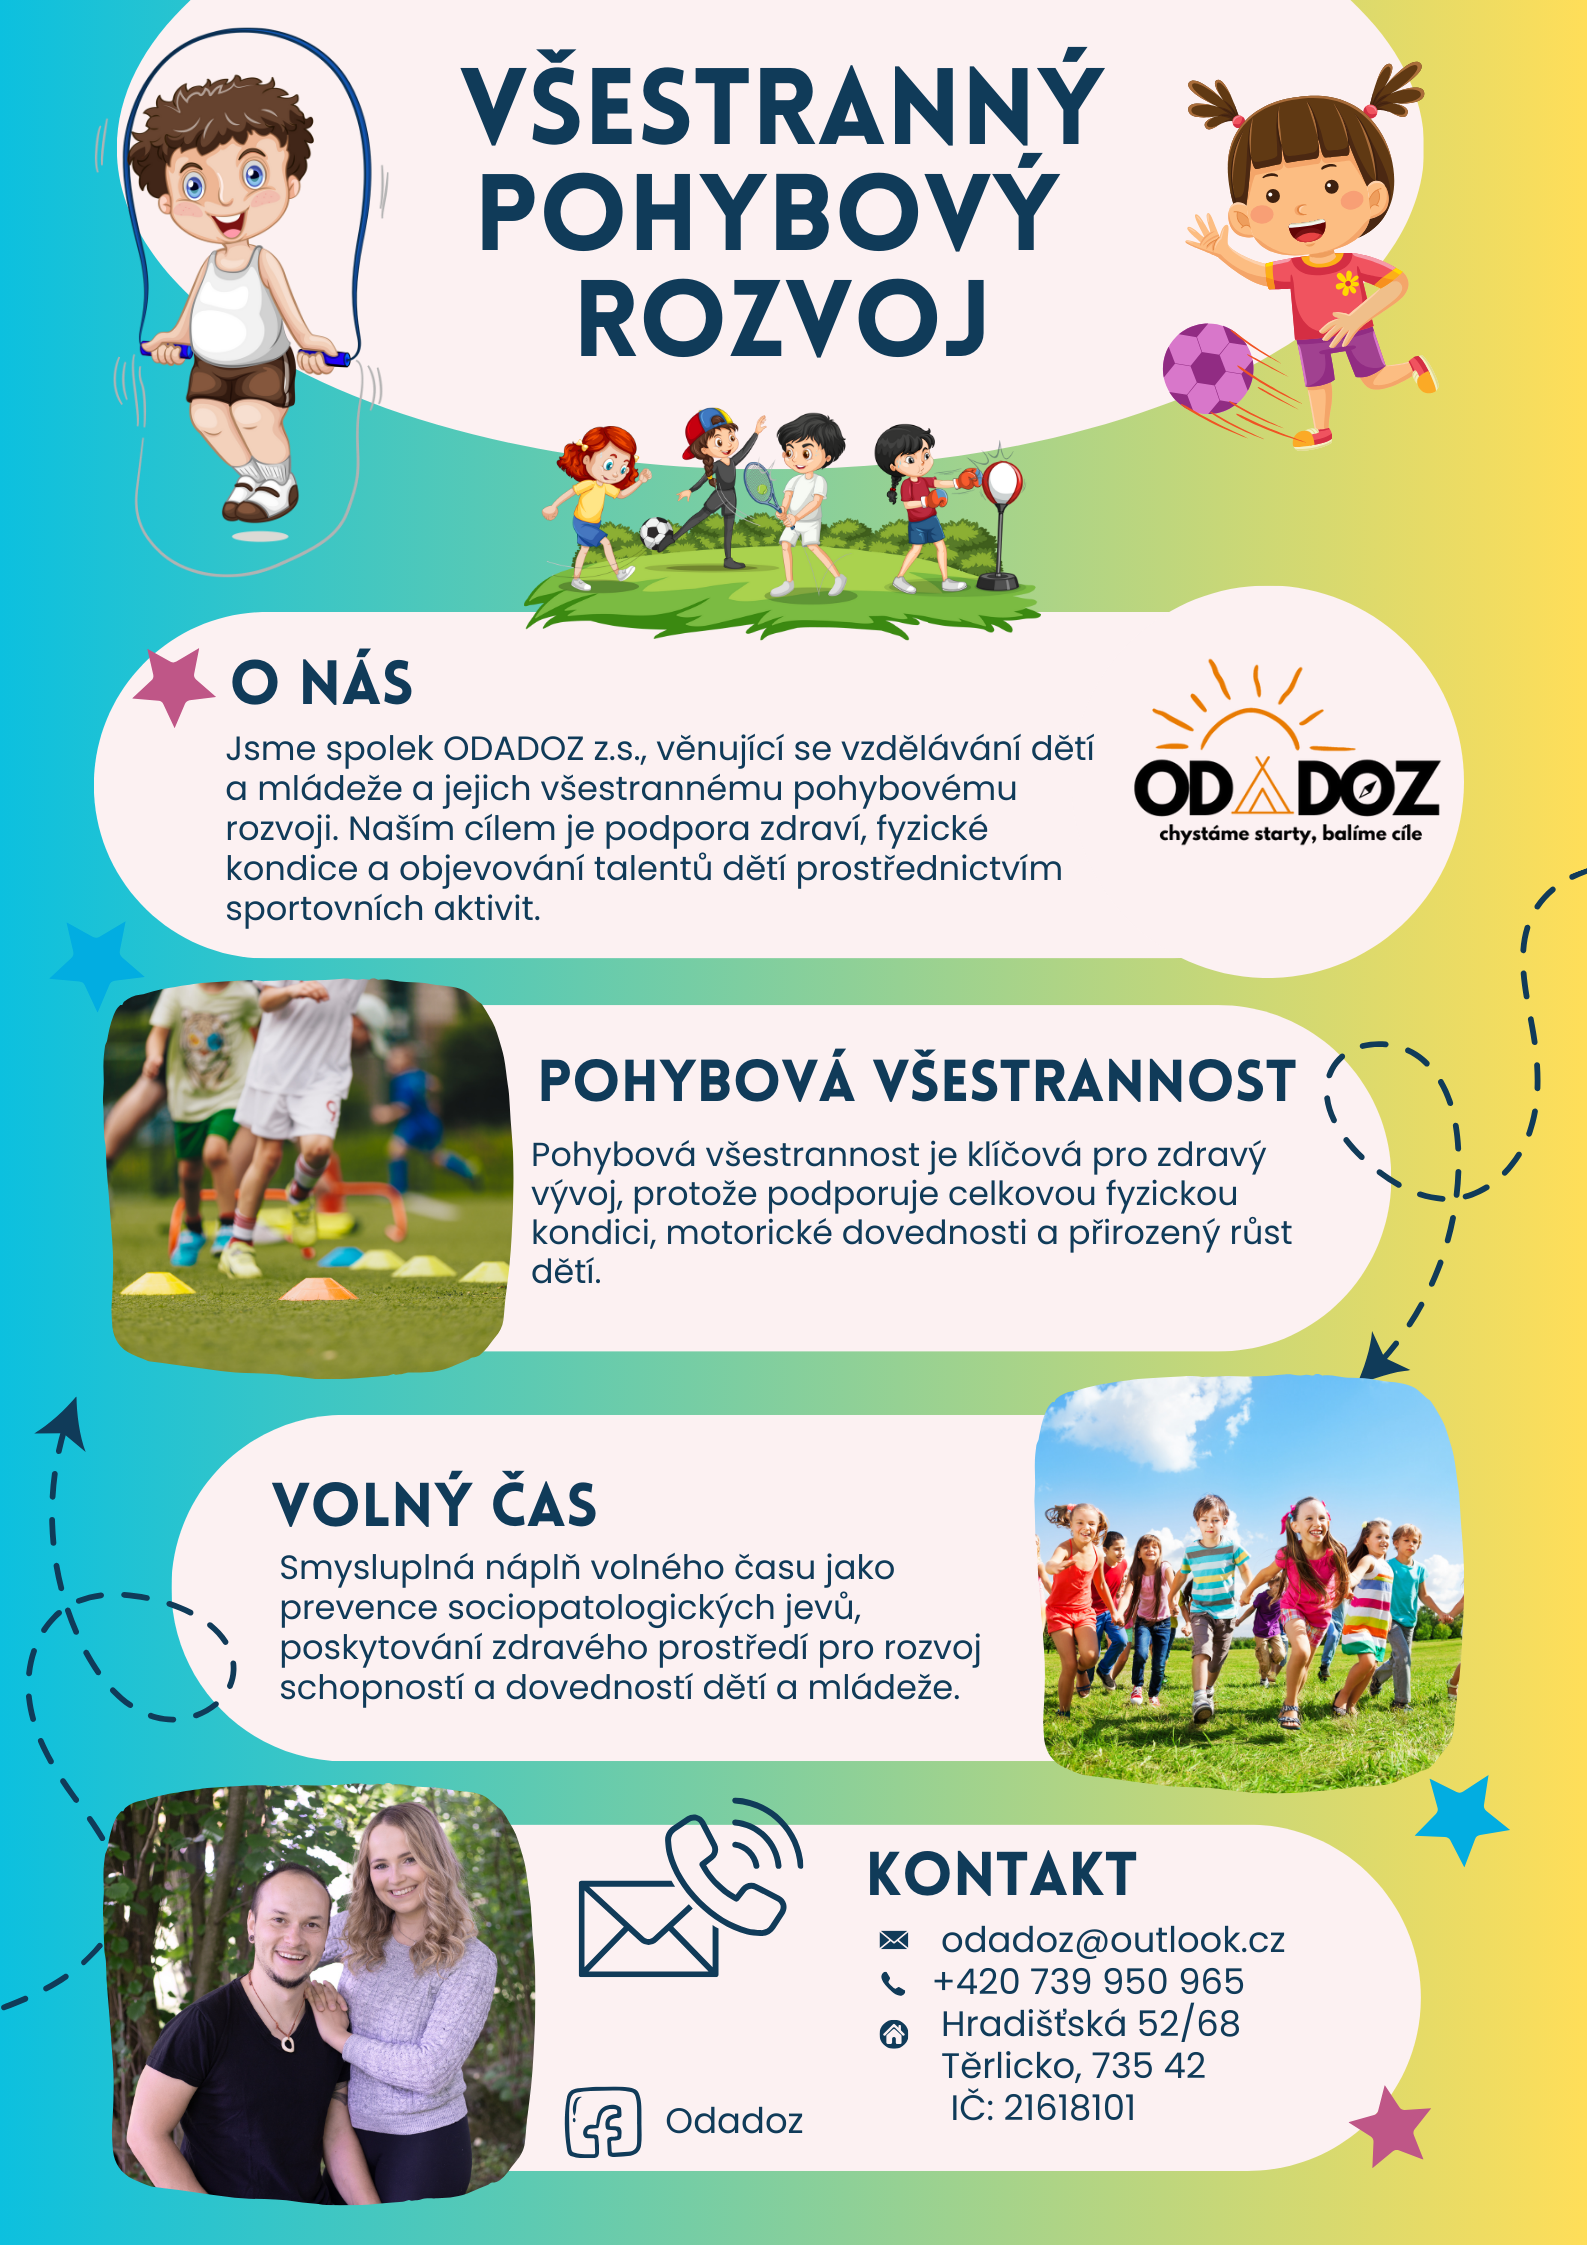 VŠESTRANNÝ
POHYBOVÝ
ROZVOJ
O NÁS
Jsme spolek ODADOZ z.s., věnující se vzdělávání dětí
a mládeže a jejich všestrannému pohybovému
rozvoji. Naším cílem je podpora zdraví, fyzické
kondice a objevování talentů dětí prostřednictvím
sportovních aktivit.
ODADOZ
chystáme starty, balíme cíle
POHYBOVÁ VŠESTRANNOST
Pohybová všestrannost je klíčová pro zdravý
vývoj, protože podporuje celkovou fyzickou
kondici, motorické dovednosti a přirozený růst
dětí.
VOLNÝ ČAS
Smysluplná náplň volného času jako
prevence sociopatologických jevů,
poskytování zdravého prostředí pro rozvoj
schopností a dovedností dětí a mládeže.
KONTAKT
odadoz@outlook.cz
+420 739 950 965
Hradišťská 52/68
Těrlicko, 735 42
IČ: 21618101
Odadoz